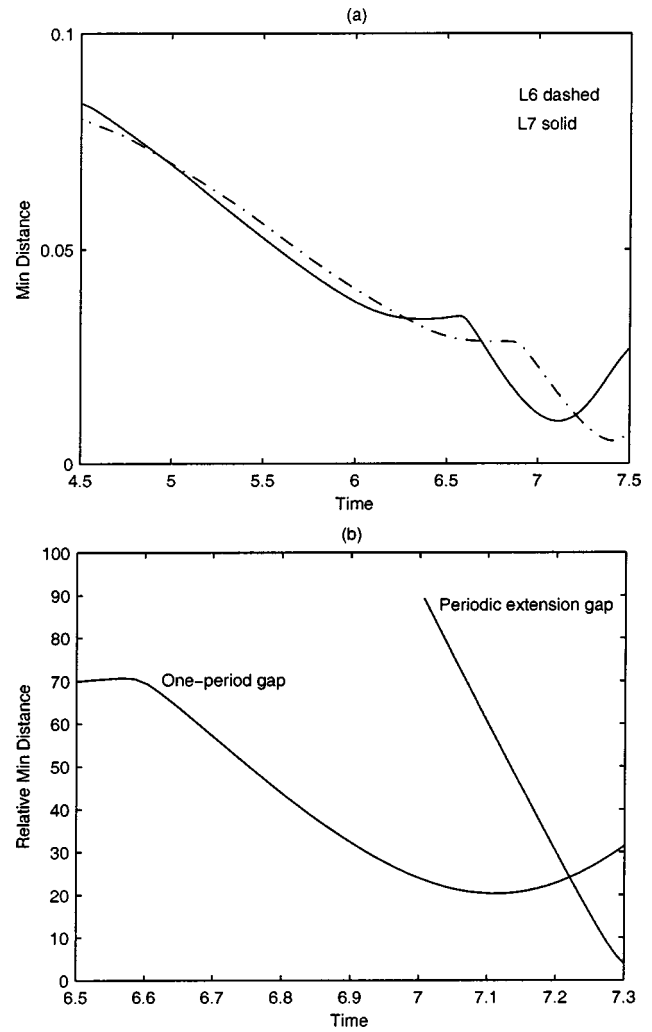 (a)
0.1
L6 dashed
L7 solid
Min Distance
0.05
0
4.5 5 5.5 6 6.5 7 7.5
Time
(b)
100
90
Periodic extension gap
80
70
One-period gap
60
Relative Min Distance
50
40
30
20
10
0
6.5 6.6 6.7 6.8 6.9 7 7.1 7.2 7.3
Time